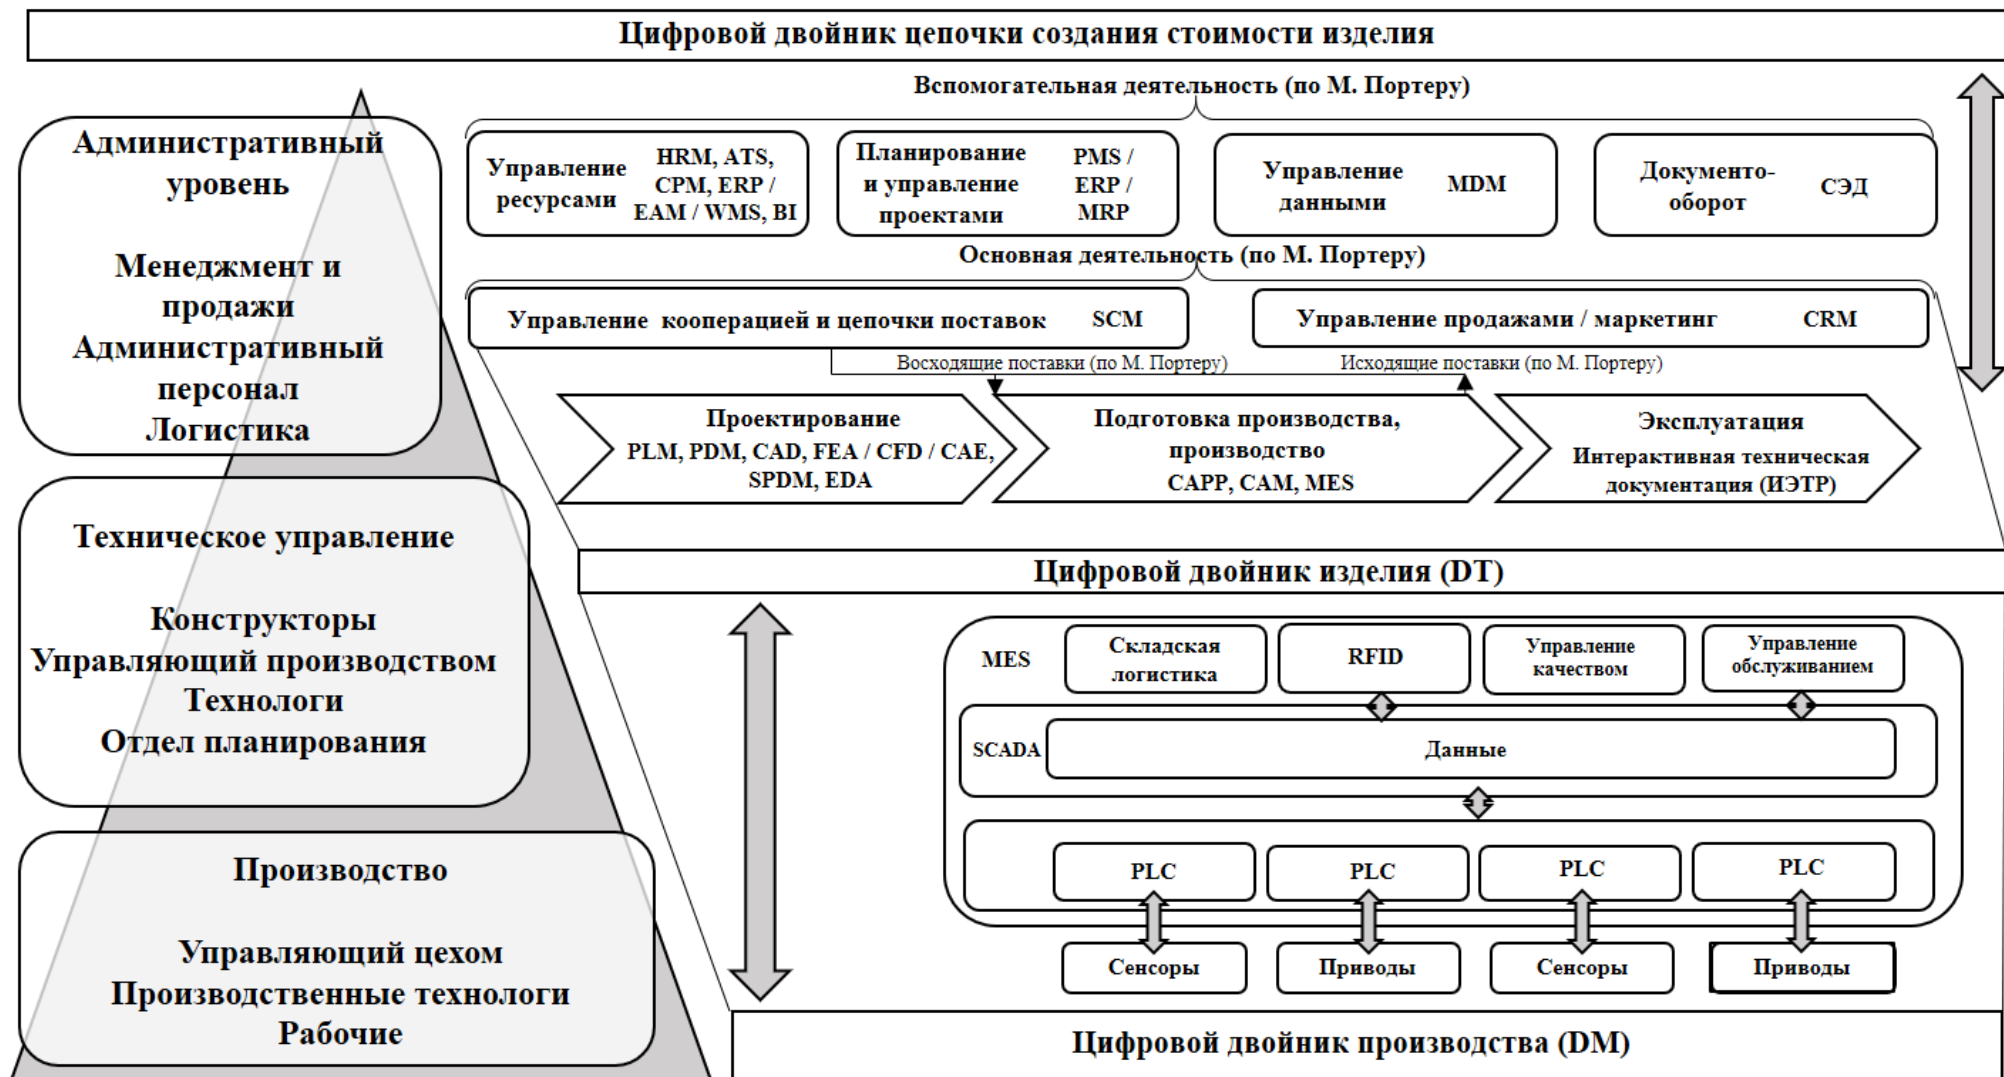 Цифровой двойник цепочки создания стоимости изделия
Вспомогательная деятельность (по М. Портеру)
Административный
уровень
Менеджмент и
продажи
Административный
персонал
Логистика
Управление
ресурсами
HRM, ATS,
CPM, ERP /
EAM / WMS, BI
Планирование
и управление
проектами
PMS /
ERP /
MRP
Управление
данными
MDM
Документо-
оборот
СЭД
Основная деятельность (по М. Портеру)
Управление кооперацией и цепочки поставок
SCM
Управление продажами / маркетинг
CRM
Восходящие поставки (по М. Портеру)
Исходящие поставки (по М. Портеру)
Проектирование
PLM, PDM, CAD, FEA / CFD / CAE,
SPDM, EDA
Подготовка производства,
производство
CAPP, CAM, MES
Эксплуатация
Интерактивная техническая
документация (ИЭТР)
Техническое управление
Конструкторы
Управляющий производством
Технологи
Отдел планирования
Цифровой двойник изделия (DT)
MES
Складская
логистика
RFID
Управление
качеством
Управление
обслуживанием
SCADA
Данные
PLC
PLC
PLC
PLC
Сенсоры
Приводы
Сенсоры
Приводы
Производство
Управляющий цехом
Производственные технологи
Рабочие
Цифровой двойник производства (DM)